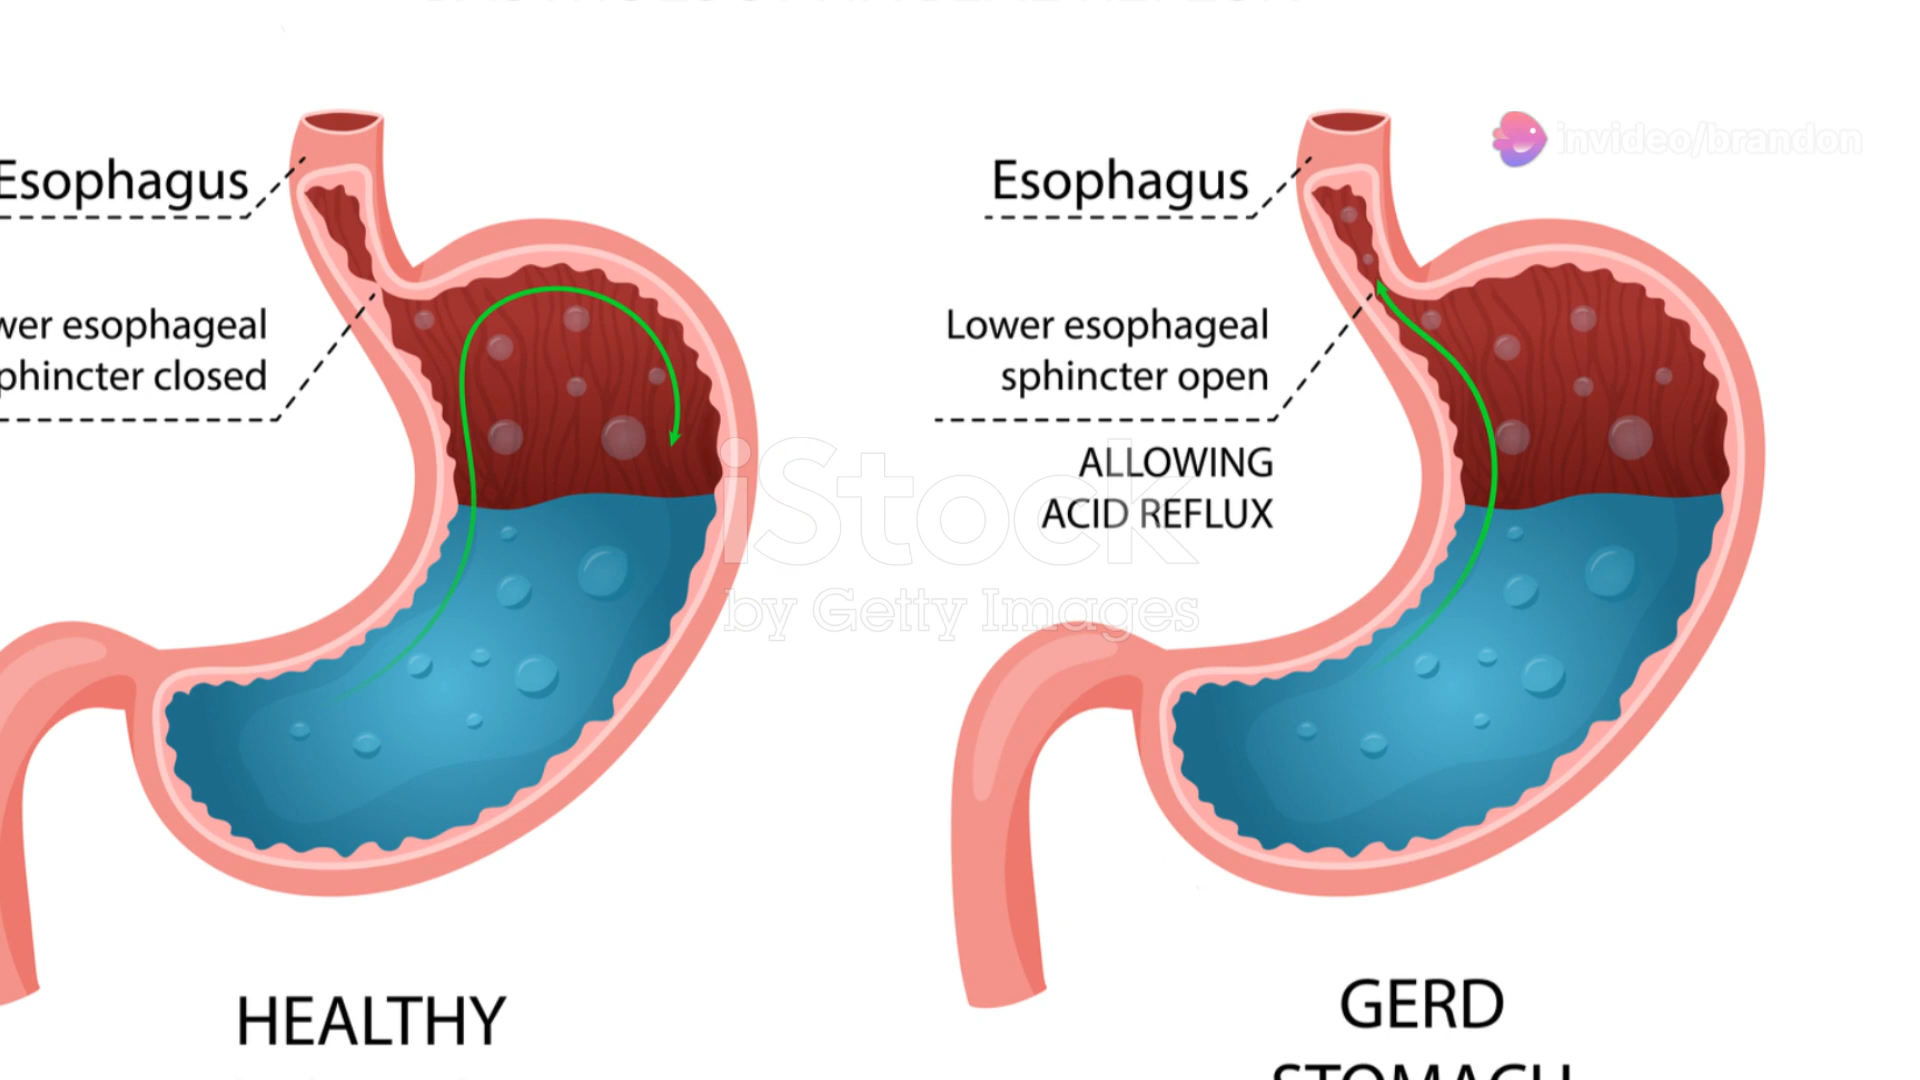 Esophagus
wer esophageal
phincter closed
HEALTHY
Esophagus
Lower esophageal
sphincter open
ALLOWING
ACID REFLUX
GERD
STOMACH
invideo/brandon
iStock
by Getty Images